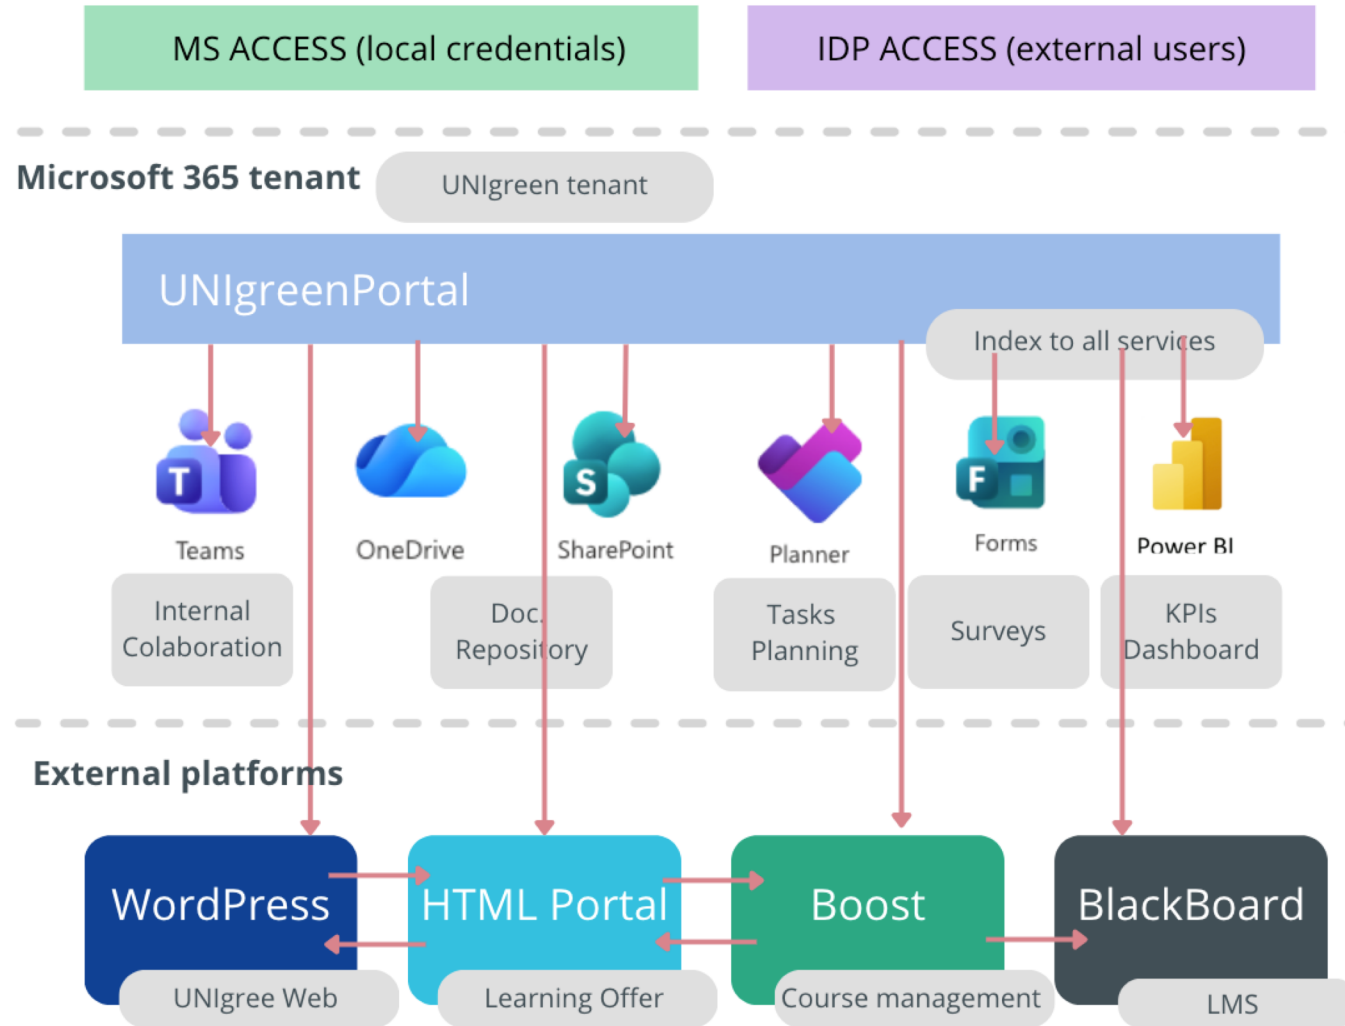 MS ACCESS (local credentials)
IDP ACCESS (external users)
Microsoft 365 tenant
UNIgreen tenant
UNIgreenPortal
Index to all services
T
S
F
Teams
OneDrive
SharePoint
Planner
Forms
Power BI
Internal
Colaboration
Doc.
Repository
Tasks
Planning
Surveys
KPIs
Dashboard
External platforms
WordPress
HTML Portal
Boost
BlackBoard
UNIgree Web
Learning Offer
Course management
LMS